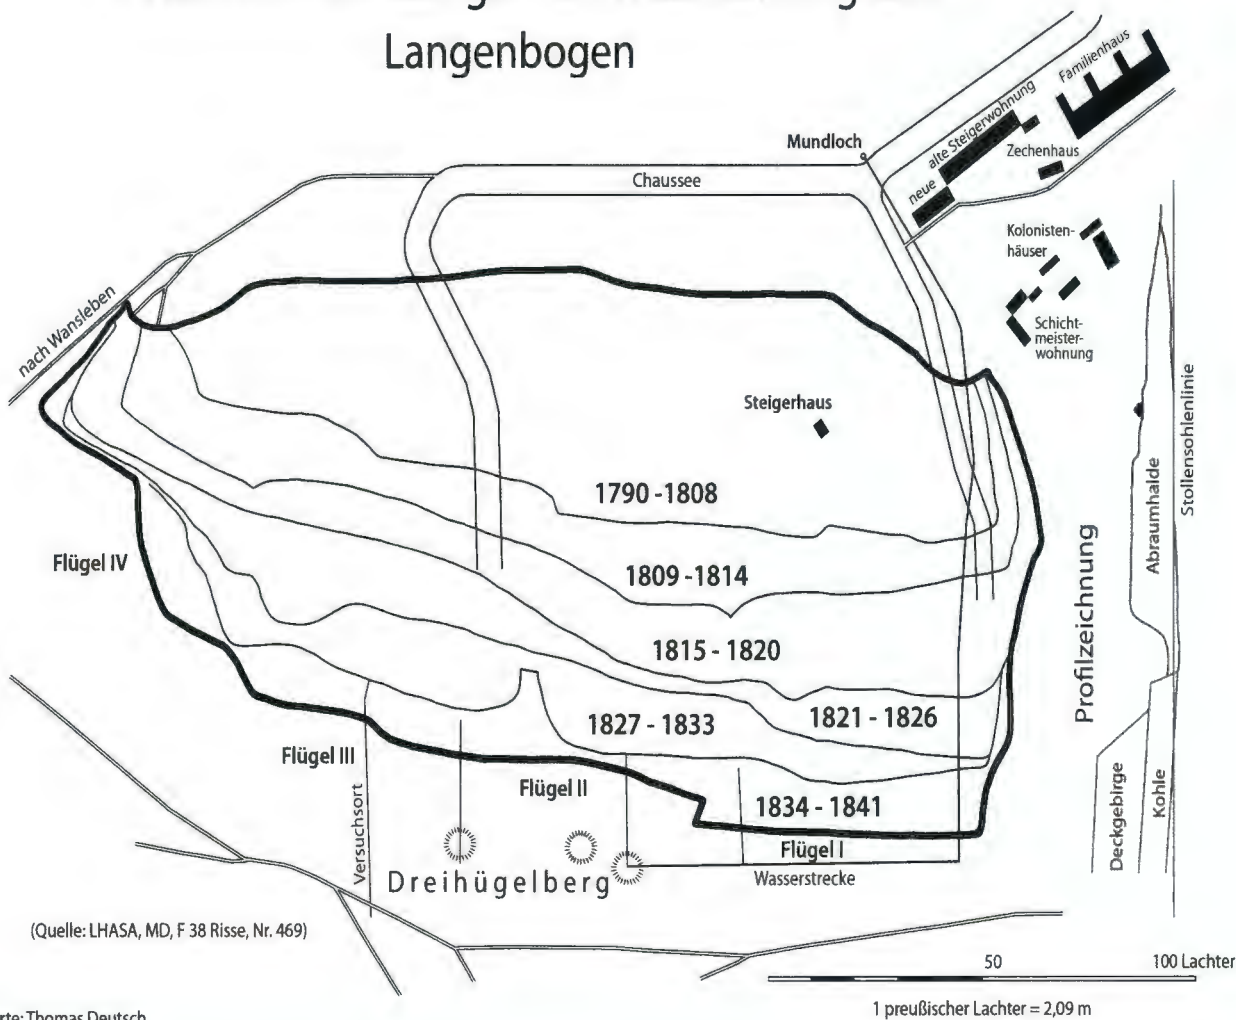 Langenbogen
Familienhaus
alte Steigerwohnung
Mundloch
Zechenhaus
Chaussee
neue
Kolonisten-
häuser
nach Wansleben
Schicht-
meister-
wohnung
Stollensohlenlinie
Steigerhaus
Abraumhalde
1790 -1808
Profilzeichnung
Flügel IV
1809 -1814
1815 - 1820
1821 - 1826
1827 - 1833
Flügel III
Flügel II
1834 - 1841
Deckgebirge
Kohle
Versuchsort
Flügel I
Dreihügelberg
Wasserstrecke
(Quelle: LHASA, MD, F 38 Risse, Nr. 469)
50 100 Lachter
1 preußischer Lachter = 2,09 m